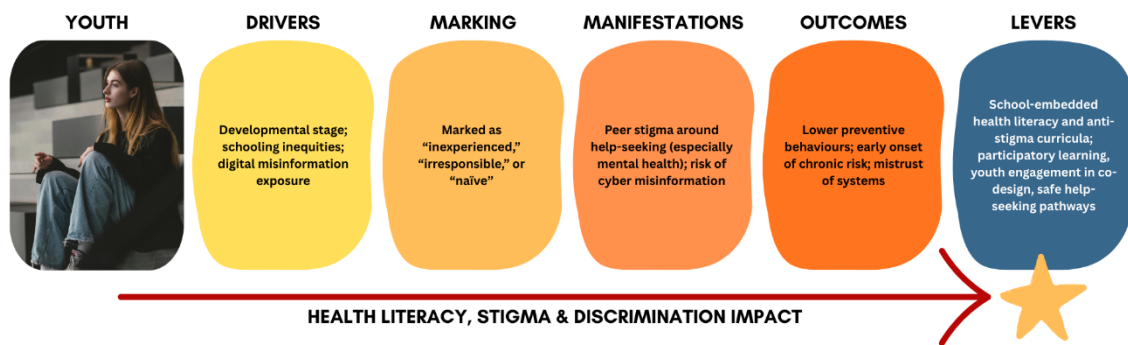 YOUTH
DRIVERS
MARKING
MANIFESTATIONS
OUTCOMES
LEVERS
Developmental stage;
schooling inequities;
digital misinformation
exposure
Marked as
“inexperienced,”
“irresponsible,” or
“naïve”
Peer stigma around
help-seeking (especially
mental health); risk of
cyber misinformation
Lower preventive
behaviours; early onset
of chronic risk; mistrust
of systems
School-embedded
health literacy and anti-
stigma curricula;
participatory learning,
youth engagement in co-
design, safe help-
seeking pathways
HEALTH LITERACY, STIGMA & DISCRIMINATION IMPACT